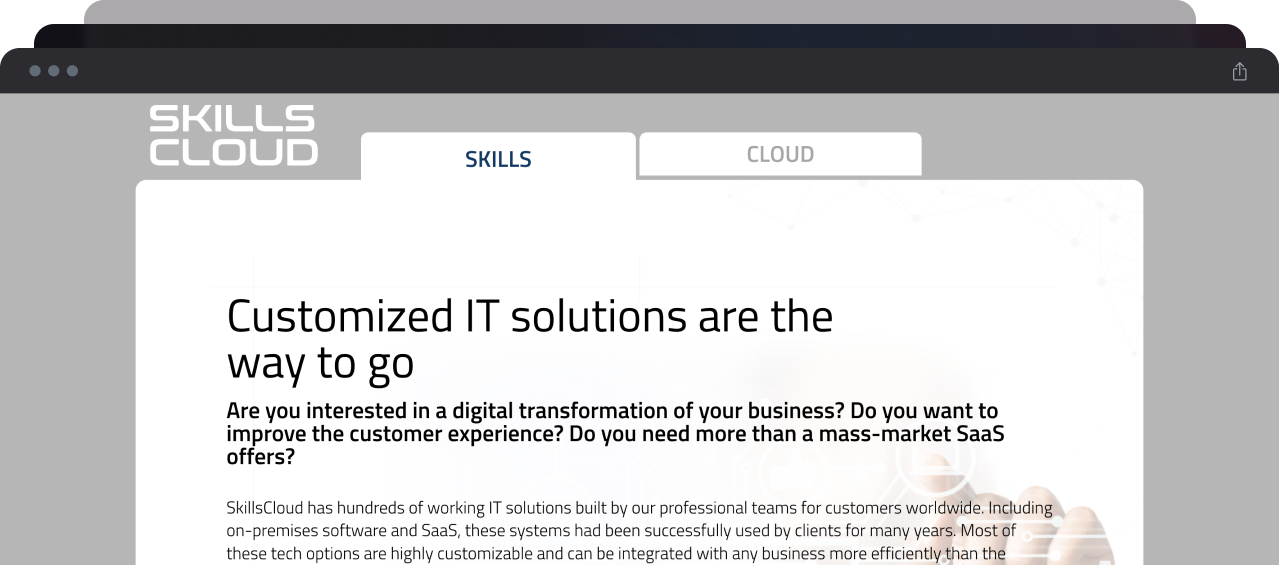 SKILLS
CLOUD
SKILLS
CLOUD
Customized IT solutions are the
way to go
Are you interested in a digital transformation of your business? Do you want to
improve the customer experience? Do you need more than a mass-market SaaS
offers?
SkillsCloud has hundreds of working IT solutions built by our professional teams for customers worldwide. Including
on-premises software and SaaS, these systems had been successfully used by clients for many years. Most of
these tech options are highly customizable and can be integrated with any business more efficiently than the